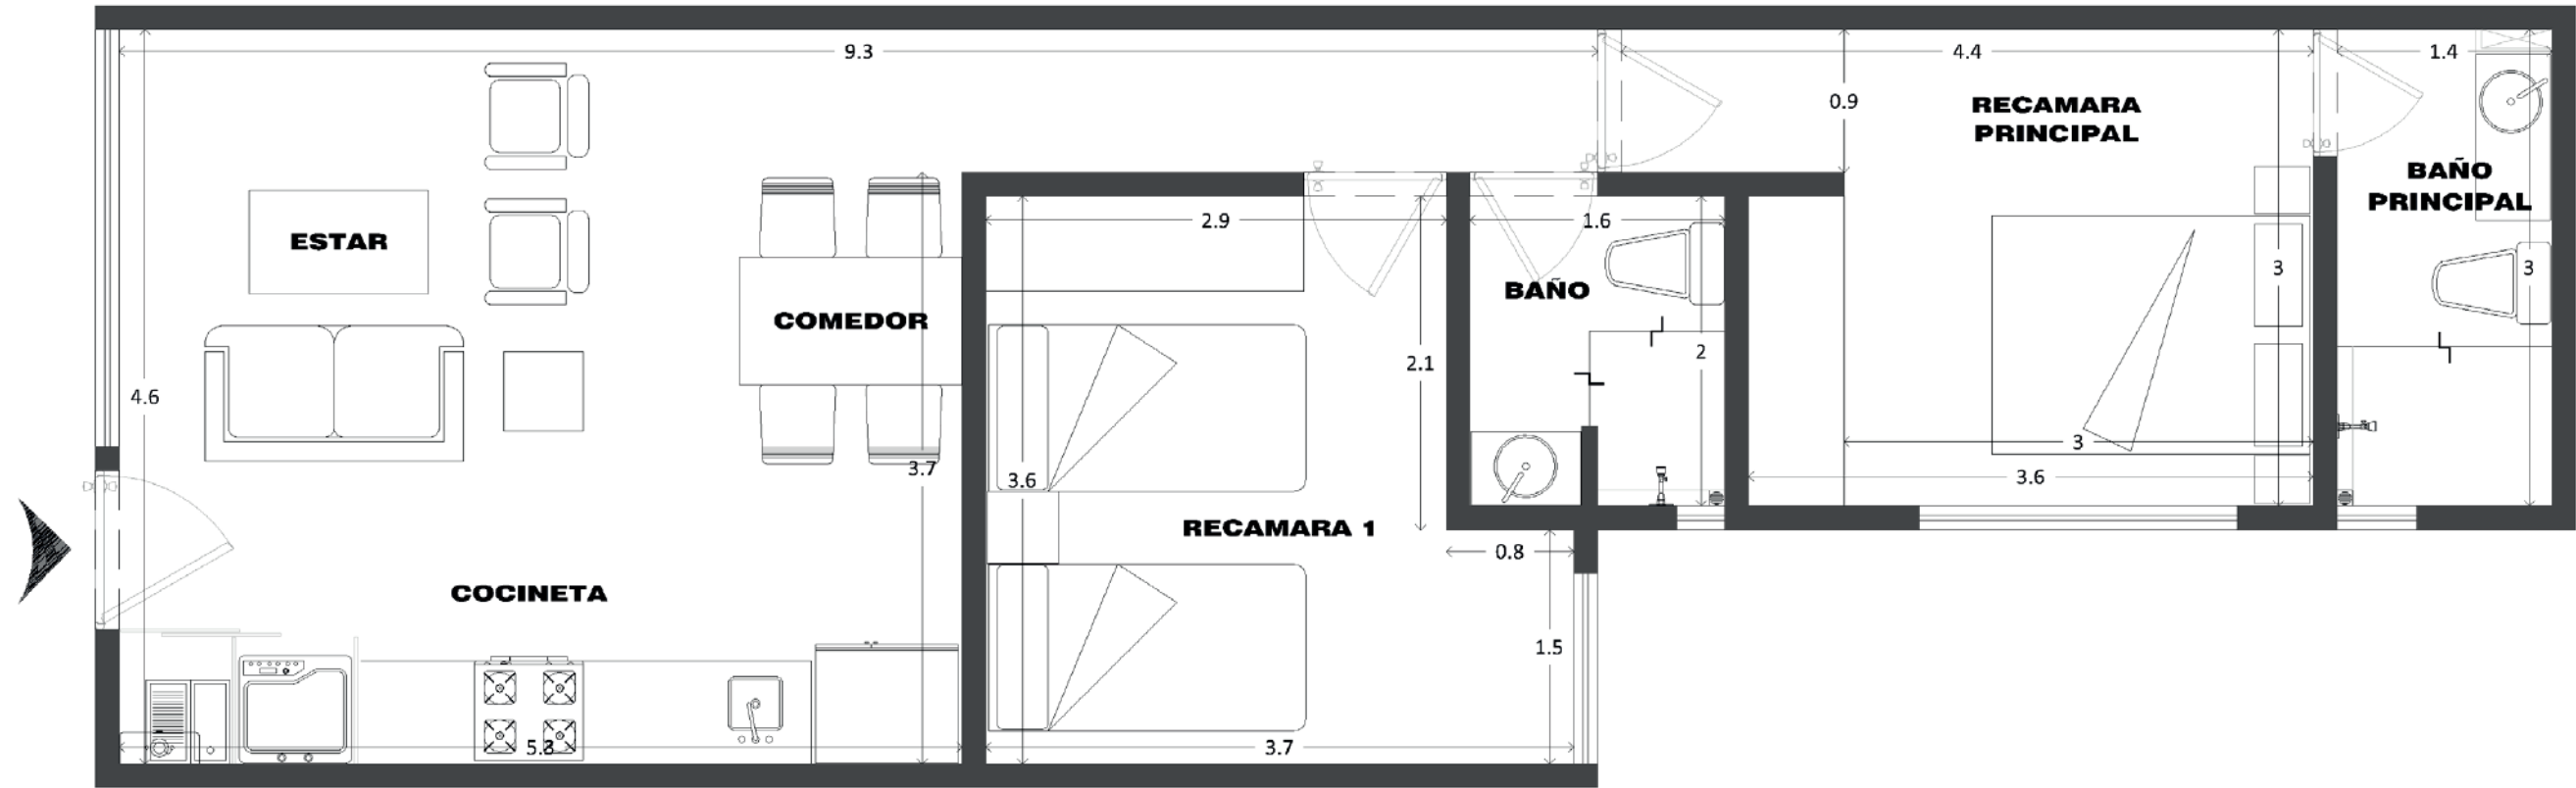 9.3
4.4
1.4
0.9
RECAMARA
PRINCIPAL
BAÑO
PRINCIPAL
2.9
1.6
ESTAR
3
3
BAÑO
COMEDOR
2
2.1
4.6
3
3.7
3.6
3.6
RECAMARA 1
0.8
COCINETA
1.5
5.3
3.7